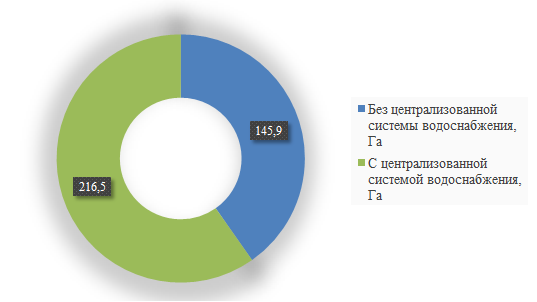 145,9
216,5
Без централизованной
системы водоснабжения,
Га
С централизованной
системой водоснабжения,
Га